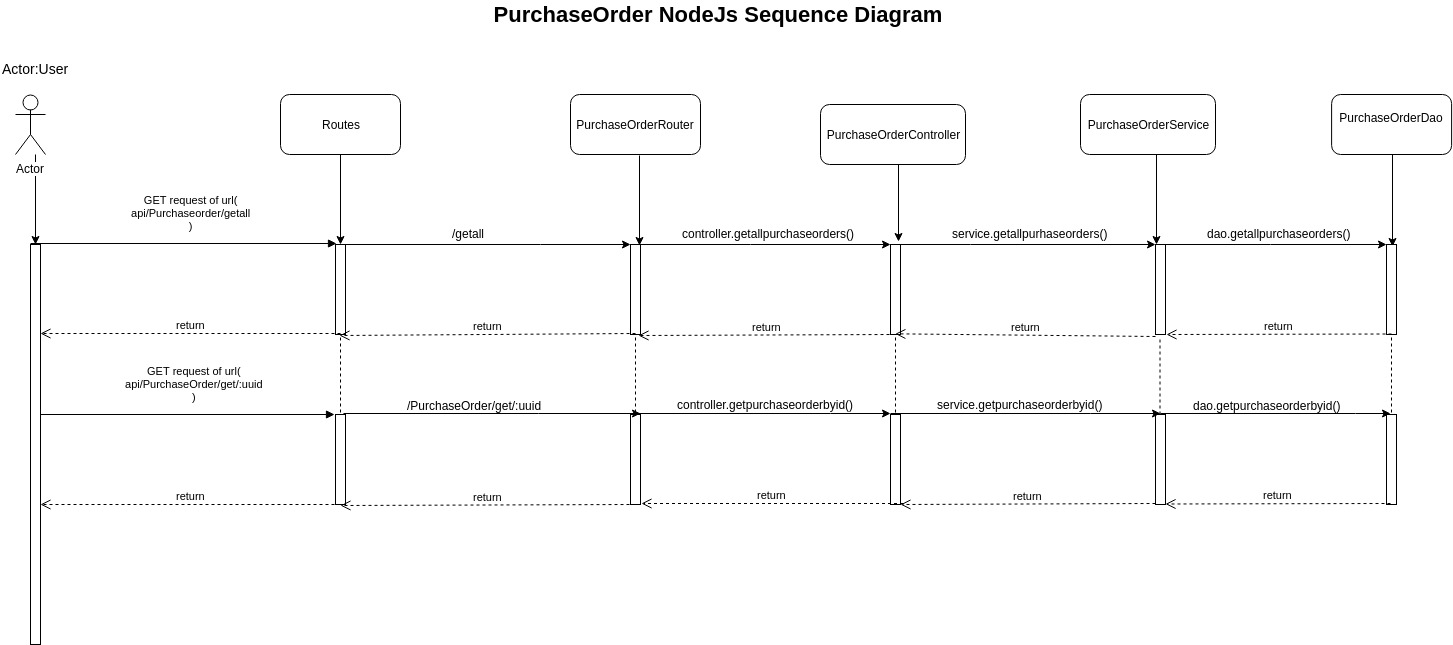 PurchaseOrder NodeJs Sequence Diagram
Actor:User
Routes
PurchaseOrderRouter
PurchaseOrderController
PurchaseOrderService
PurchaseOrderDao
Actor
GET request of url(
api/Purchaseorder/getall
)
/getall
controller.getallpurchaseorders()
service.getallpurhaseorders()
dao.getallpurchaseorders()
return
return
return
return
return
GET request of url(
api/PurchaseOrder/get/:uuid
)
/PurchaseOrder/get/:uuid
controller.getpurchaseorderbyid()
service.getpurchaseorderbyid()
dao.getpurchaseorderbyid()
return
return
return
return
return